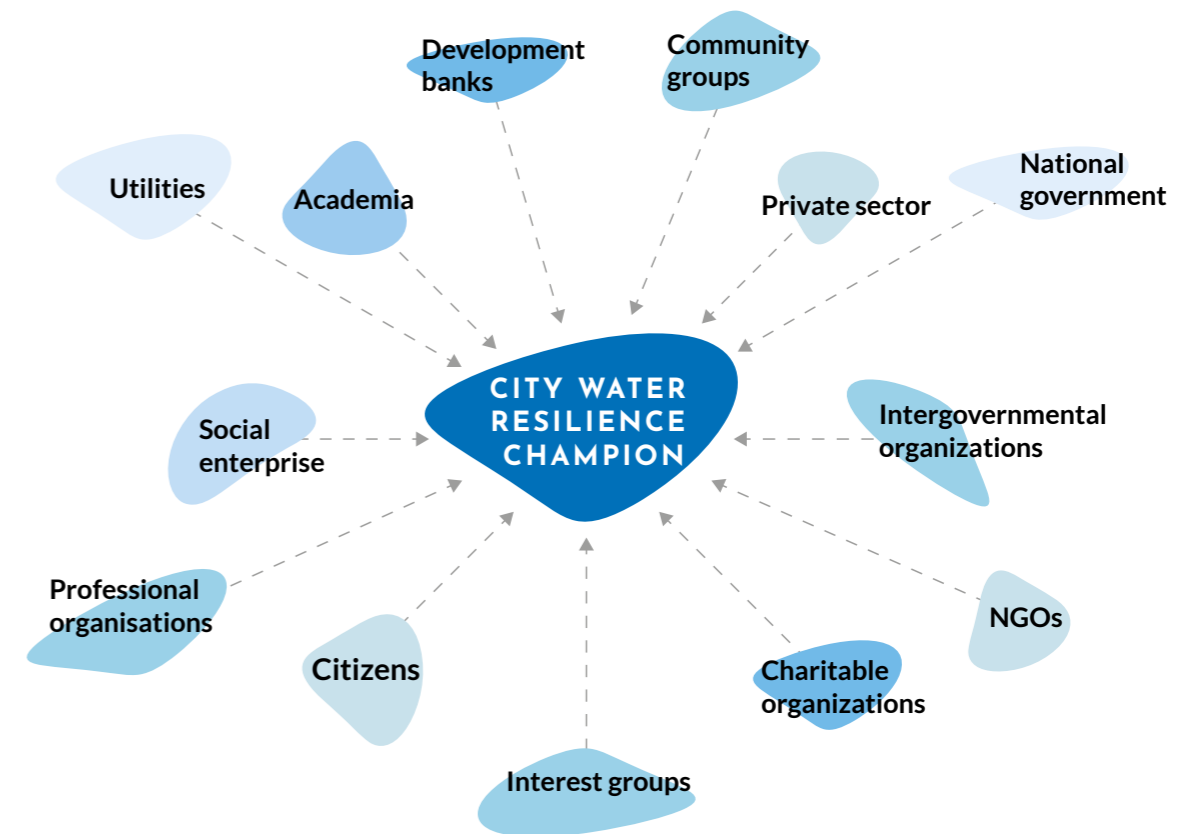 Development
banks
Community
groups
Utilities
Academia
Private sector
National
government
CITY WATER
RESILIENCE
CHAMPION
Social
enterprise
Intergovernmental
organizations
Professional
organisations
Citizens
NGOs
Charitable
organizations
Interest groups